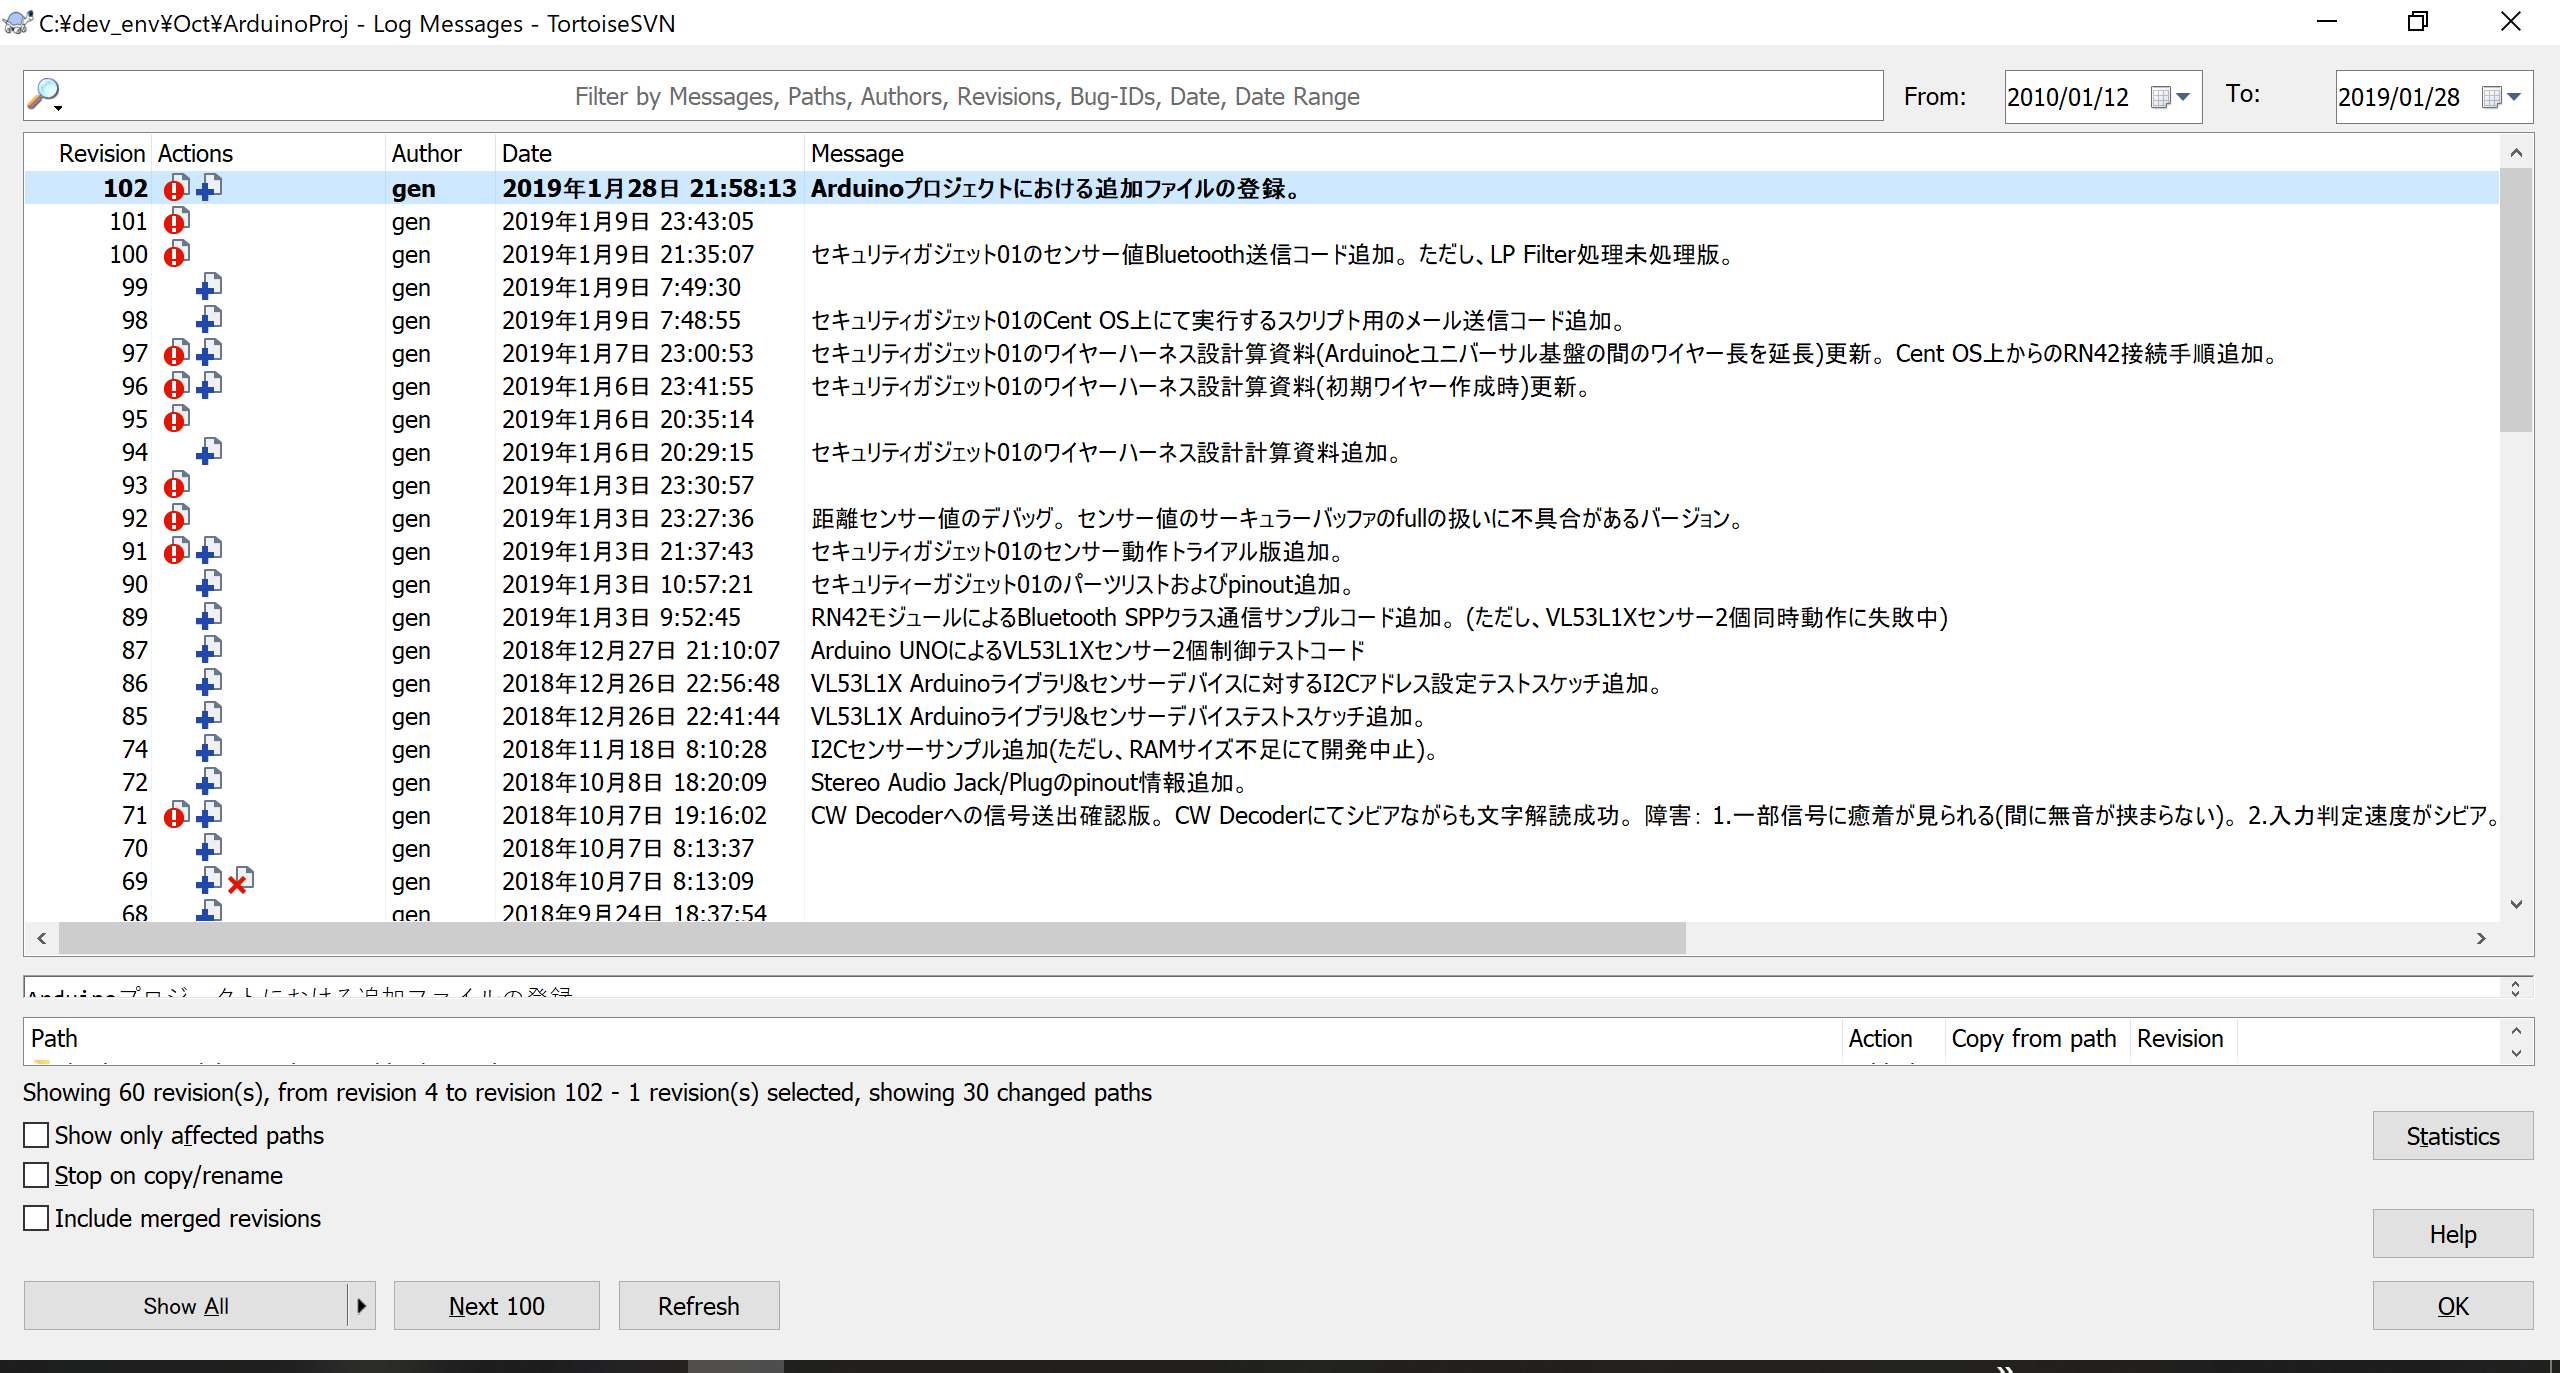 C:¥dev_env¥Oct¥ArduinoProj - Log Messages - TortoiseSVN
Filter by Messages, Paths, Authors, Revisions, Bug-IDs, Date, Date Range From: 2010/01/12 To: 2019/01/28
Revision Actions Author Date Message
102 gen 2019年1月28日 21:58:13 Arduinoプロジェクトにおける追加ファイルの登録。
101 gen 2019年1月9日 23:43:05
100 gen 2019年1月9日 21:35:07 セキュリティガジェット01のセンサー値Bluetooth送信コード追加。ただし、LP Filter処理未処理版。
99 gen 2019年1月9日 7:49:30
98 gen 2019年1月9日 7:48:55 セキュリティガジェット01のCent OS上にて実行するスクリプト用のメール送信コード追加。
97 gen 2019年1月7日 23:00:53 セキュリティガジェット01のワイヤーハーネス設計算資料(Arduinoとユニバーサル基盤の間のワイヤー長を延長)更新。Cent OS上からのRN42接続手順追加。
96 gen 2019年1月6日 23:41:55 セキュリティガジェット01のワイヤーハーネス設計算資料(初期ワイヤー作成時)更新。
95 gen 2019年1月6日 20:35:14
94 gen 2019年1月6日 20:29:15 セキュリティガジェット01のワイヤーハーネス設計計算資料追加。
93 gen 2019年1月3日 23:30:57
92 gen 2019年1月3日 23:27:36 距離センサー値のデバッグ。センサー値のサーキュラーバッファのfullの扱いに不具合があるバージョン。
91 gen 2019年1月3日 21:37:43 セキュリティガジェット01のセンサー動作トライアル版追加。
90 gen 2019年1月3日 10:57:21 セキュリティーガジェット01のパーツリストおよびpinout追加。
89 gen 2019年1月3日 9:52:45 RN42モジュールによるBluetooth SPPクラス通信サンプルコード追加。(ただし、VL53L1Xセンサー2個同時動作に失敗中)
87 gen 2018年12月27日 21:10:07 Arduino UNOによるVL53L1Xセンサー2個制御テストコード
86 gen 2018年12月26日 22:56:48 VL53L1X Arduinoライブラリ&センサーデバイスに対するI2Cアドレス設定テストスケッチ追加。
85 gen 2018年12月26日 22:41:44 VL53L1X Arduinoライブラリ&センサーデバイステストスケッチ追加。
74 gen 2018年11月18日 8:10:28 I2Cセンサーサンプル追加(ただし、RAMサイズ不足にて開発中止)。
72 gen 2018年10月8日 18:20:09 Stereo Audio Jack/Plugのpinout情報追加。
71 gen 2018年10月7日 19:16:02 CW Decoderへの信号送出確認版。CW Decoderにてシビアながらも文字解読成功。障害: 1.一部信号に癒着が見られる(間に無音が挟まらない)。2.入力判定速度がシビア。
70 gen 2018年10月7日 8:13:37
69 gen 2018年10月7日 8:13:09
68 gen 2018年9月24日 18:37:54
Arduinoプロジェクトにおける追加ファイルの登録
Path Action Copy from path Revision
Showing 60 revision(s), from revision 4 to revision 102 - 1 revision(s) selected, showing 30 changed paths
Show only affected paths
Statistics
Stop on copy/rename
Include merged revisions
Help
Show All Next 100 Refresh OK